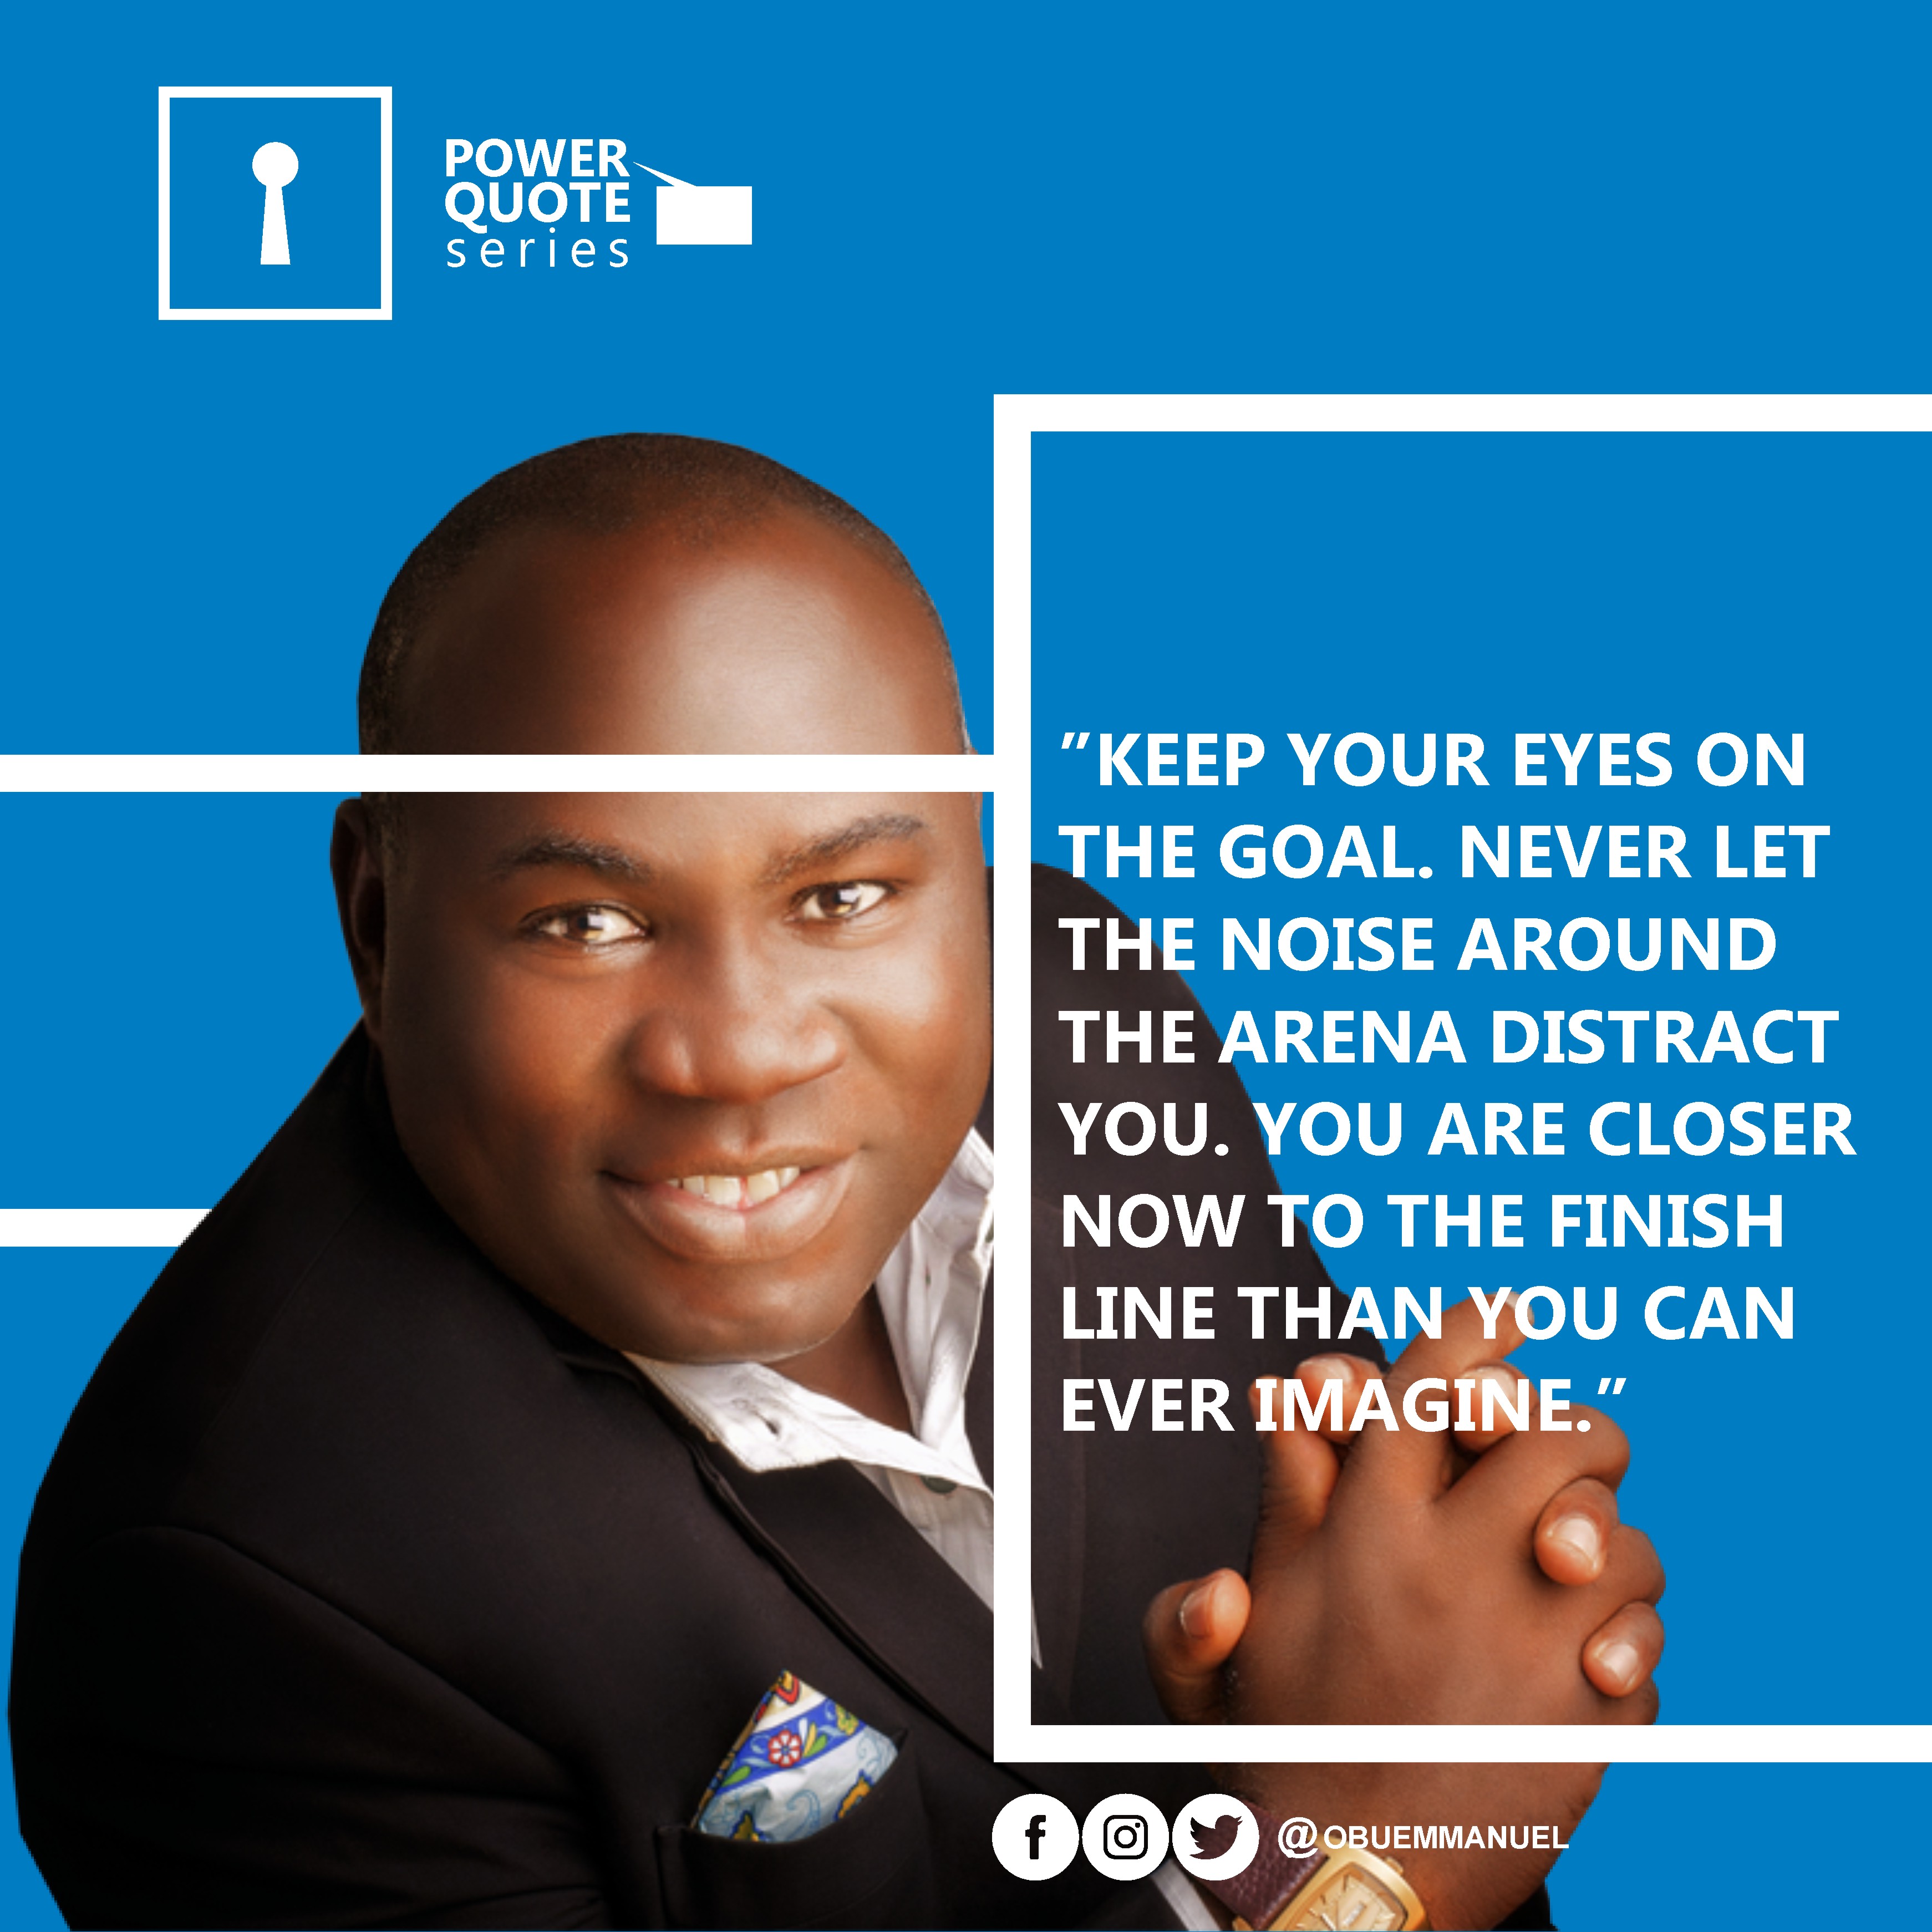 POWER
QUOTE
series
"KEEP YOUR EYES ON
THE GOAL. NEVER LET
THE NOISE AROUND
THE ARENA DISTRACT
YOU. YOU ARE CLOSER
NOW TO THE FINISH
LINE THAN YOU CAN
EVER IMAGINE."
@OBUEMMANUEL